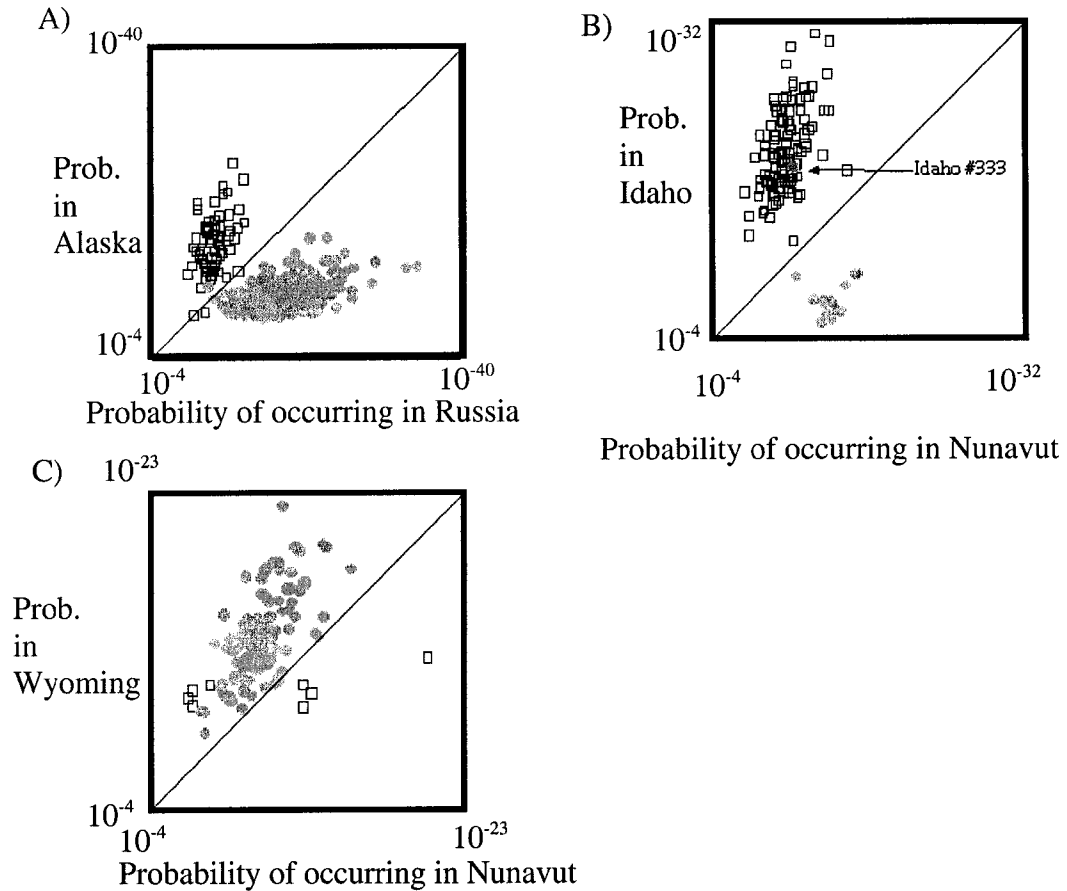 A)
10-40
Prob.
in
Alaska
10-4
10-4
10-40
Probability of occurring in Russia
B)
10-32
Prob.
in
Idaho
Idaho #333
10-4
10-4
10-32
Probability of occurring in Nunavut
C)
10-23
Prob.
in
Wyoming
10-4
10-4
10-23
Probability of occurring in Nunavut